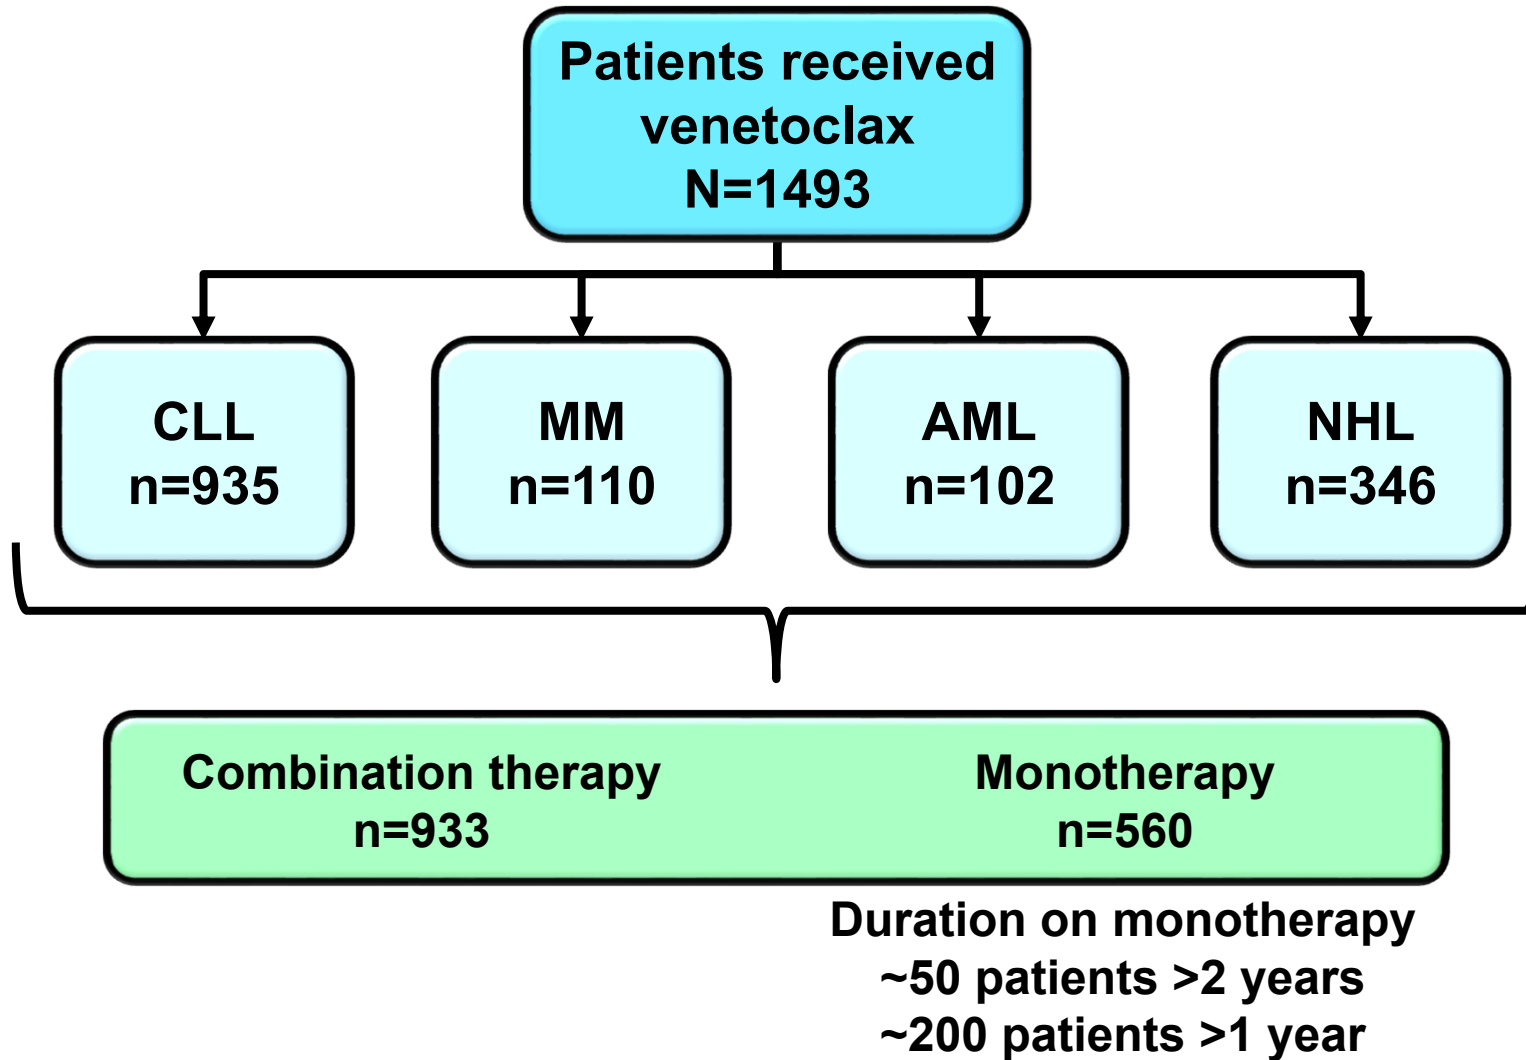 Patients received
venetoclax
N=1493
CLL
n=935
MM
n=110
AML
n=102
NHL
n=346
Combination therapy
n=933
Monotherapy
n=560
Duration on monotherapy
~50 patients >2 years
~200 patients >1 year